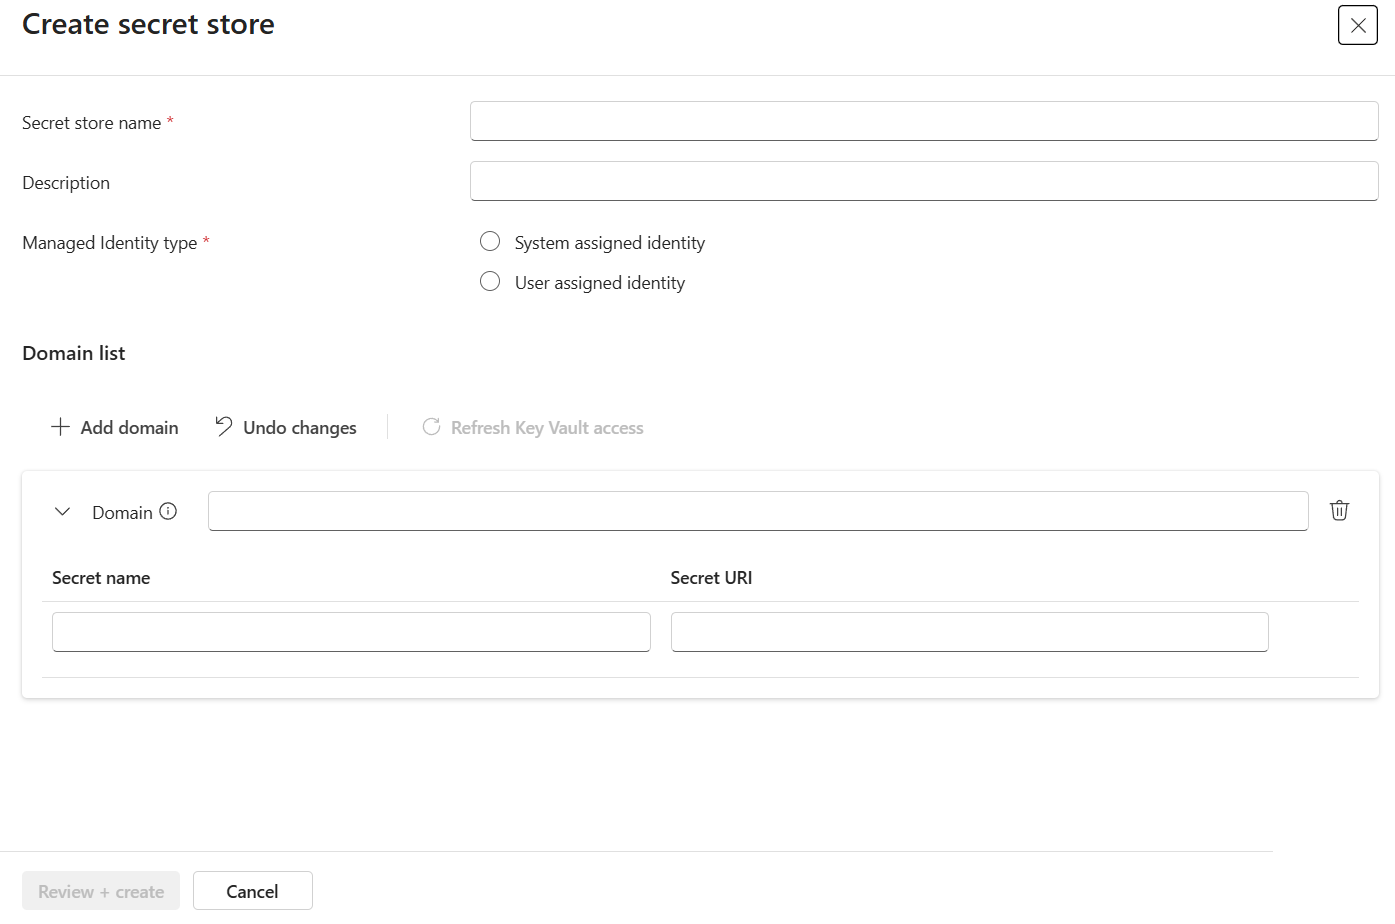 Create secret store
Secret store name *
Description
Managed Identity type *
System assigned identity
User assigned identity
Domain list
Add domain
Undo changes
Refresh Key Vault access
Domain
Secret name
Secret URI
Review + create
Cancel